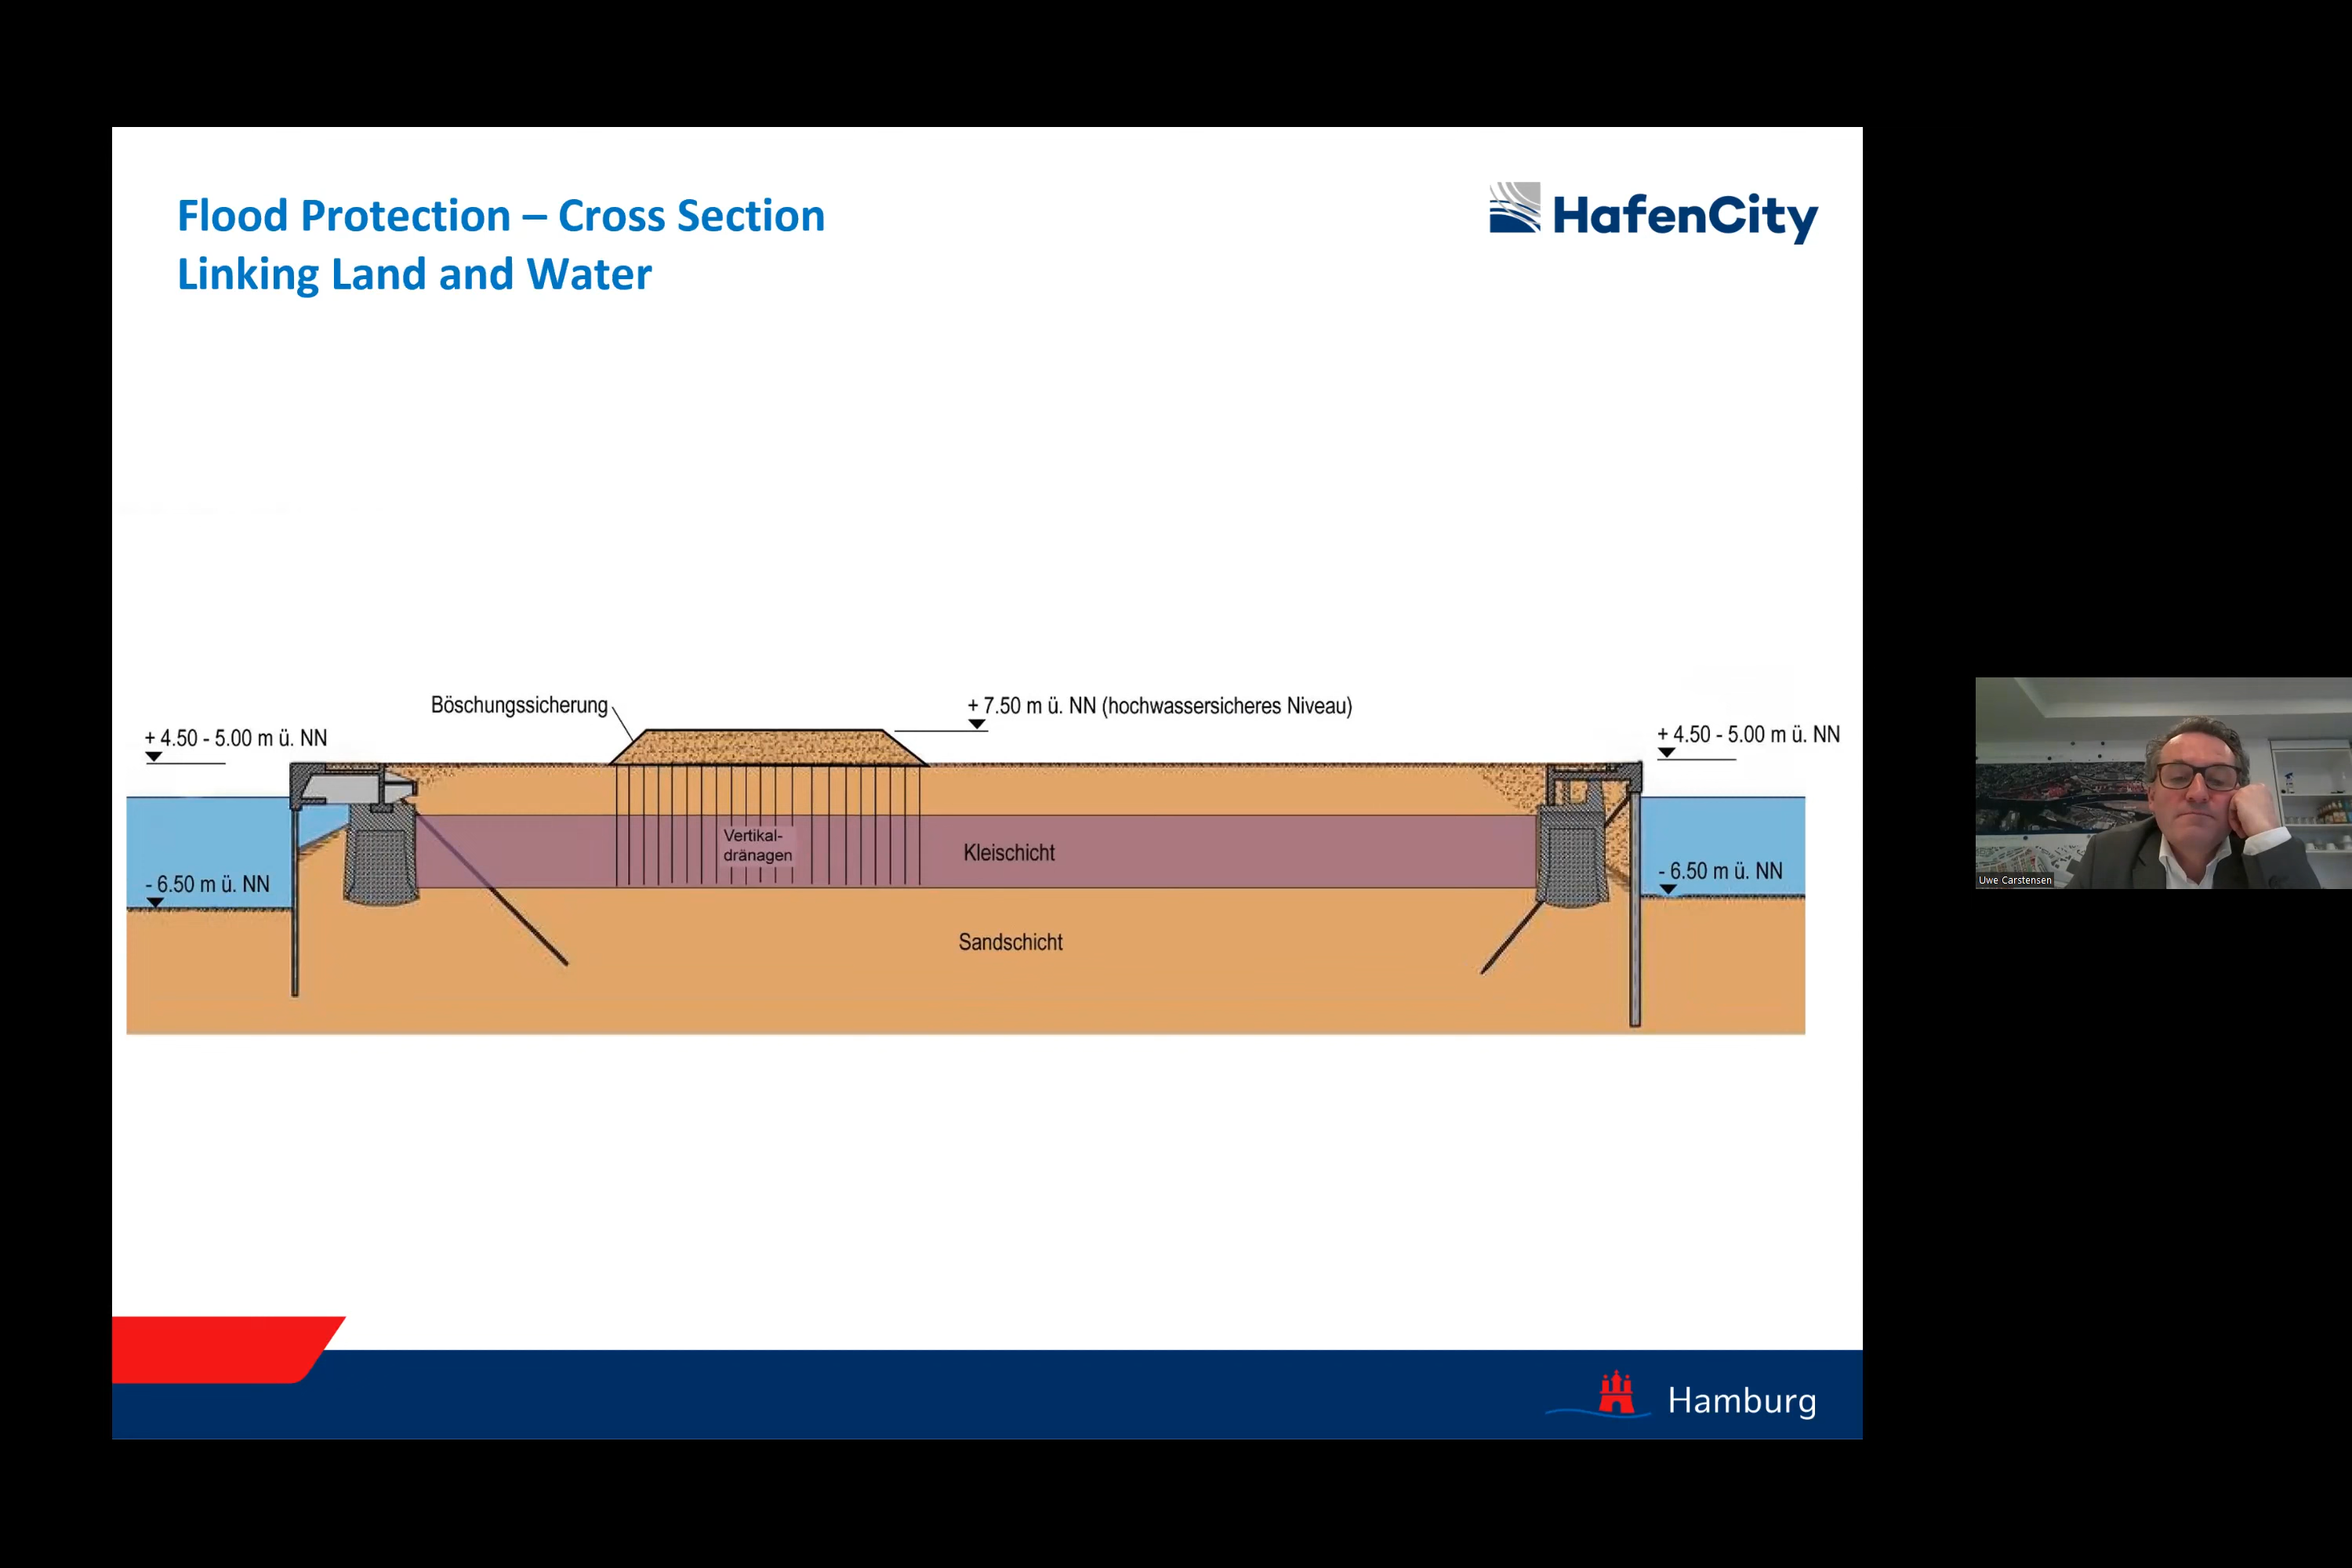 Flood Protection – Cross Section
Linking Land and Water
HafenCity
Böschungssicherung
+ 7.50 m ü. NN (hochwassersicheres Niveau)
+ 4.50 - 5.00 m ü. NN
+ 4.50 - 5.00 m ü. NN
Vertikal-
dränagen
Kleischicht
- 6.50 m ü. NN
- 6.50 m ü. NN
Sandschicht
Uwe Carstensen
Hamburg